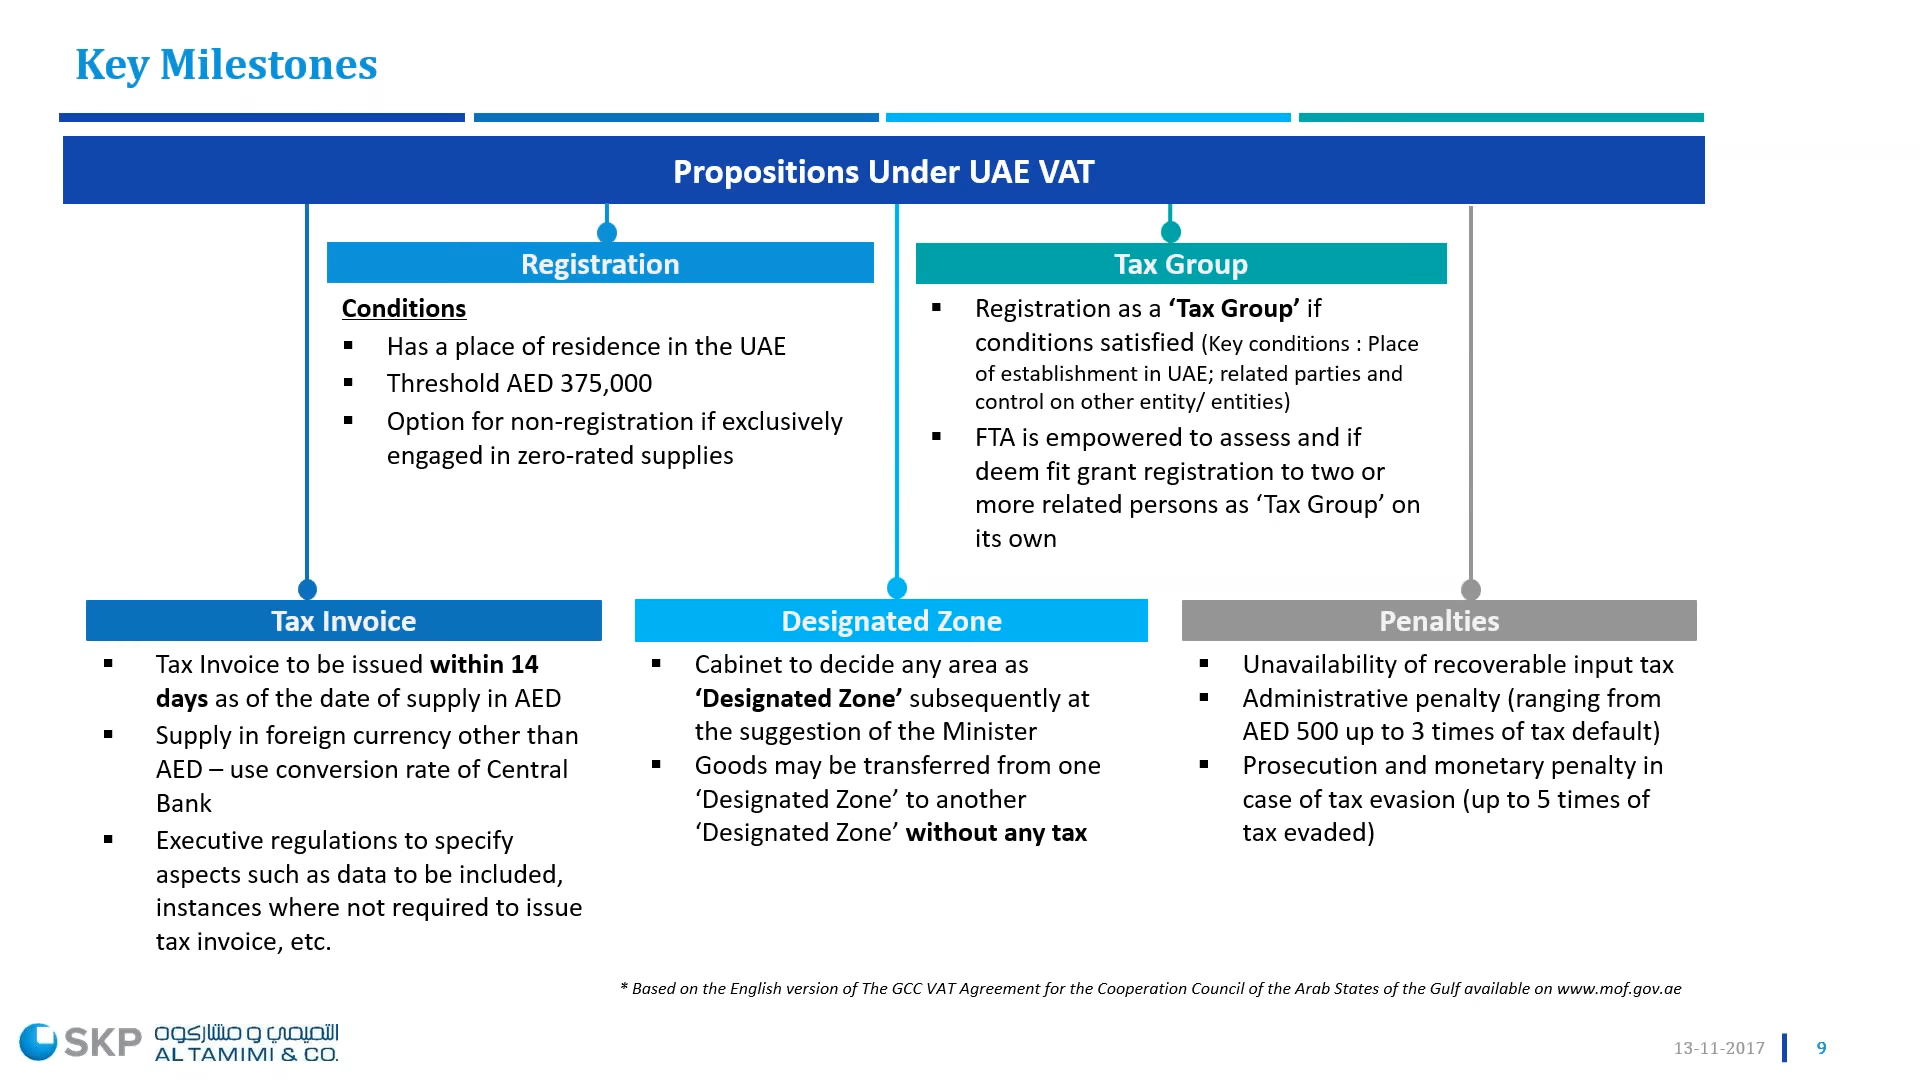 Key Milestones
Propositions Under UAE VAT
Registration
Conditions
▪ Has a place of residence in the UAE
▪ Threshold AED 375,000
▪ Option for non-registration if exclusively
engaged in zero-rated supplies
Tax Group
▪ Registration as a ‘Tax Group’ if
conditions satisfied (Key conditions : Place
of establishment in UAE; related parties and
control on other entity/ entities)
▪ FTA is empowered to assess and if
deem fit grant registration to two or
more related persons as ‘Tax Group’ on
its own
Tax Invoice
▪ Tax Invoice to be issued within 14
days as of the date of supply in AED
▪ Supply in foreign currency other than
AED – use conversion rate of Central
Bank
▪ Executive regulations to specify
aspects such as data to be included,
instances where not required to issue
tax invoice, etc.
Designated Zone
▪ Cabinet to decide any area as
‘Designated Zone’ subsequently at
the suggestion of the Minister
▪ Goods may be transferred from one
‘Designated Zone’ to another
‘Designated Zone’ without any tax
Penalties
▪ Unavailability of recoverable input tax
▪ Administrative penalty (ranging from
AED 500 up to 3 times of tax default)
▪ Prosecution and monetary penalty in
case of tax evasion (up to 5 times of
tax evaded)
* Based on the English version of The GCC VAT Agreement for the Cooperation Council of the Arab States of the Gulf available on www.mof.gov.ae
SKP
التميمي و مشاركوه
AL TAMIMI & CO.
13-11-2017
9